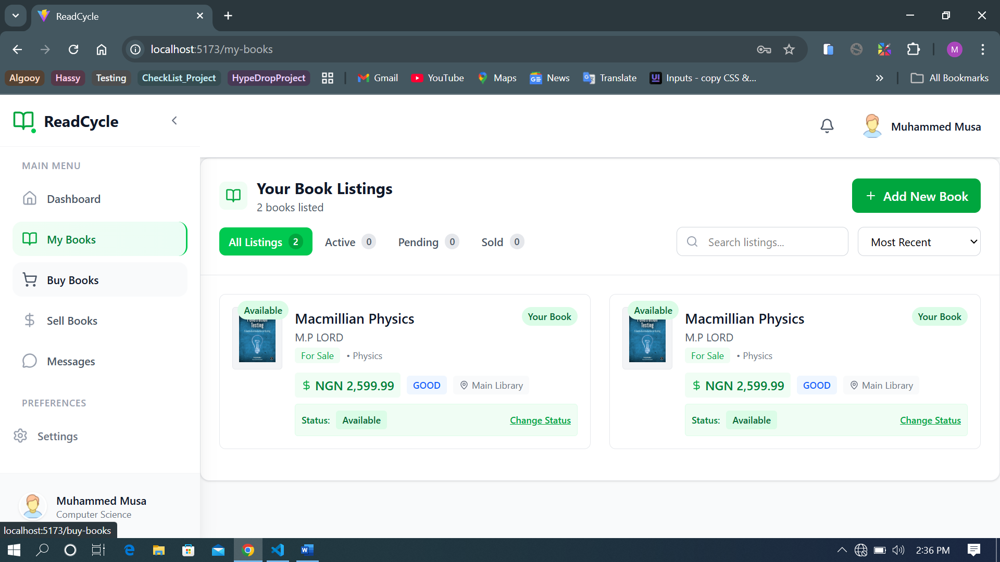 ReadCycle
localhost:5173/my-books
M
Algooy
Hassy
Testing
CheckList_Project
HypeDropProject
Gmail
YouTube
Maps
News
Translate
Inputs - copy CSS &...
All Bookmarks
ReadCycle
Muhammed Musa
MAIN MENU
Dashboard
My Books
Buy Books
Sell Books
Messages
PREFERENCES
Settings
Muhammed Musa
Computer Science
localhost:5173/buy-books
Your Book Listings
2 books listed
+ Add New Book
All Listings 2
Active 0
Pending 0
Sold 0
Search listings...
Most Recent
Available
Penetration
Testing
Macmillian Physics
Your Book
M.P LORD
For Sale • Physics
$ NGN 2,599.99
GOOD
Main Library
Status: Available
Change Status
Available
Penetration
Testing
Macmillian Physics
Your Book
M.P LORD
For Sale • Physics
$ NGN 2,599.99
GOOD
Main Library
Status: Available
Change Status
2:36 PM